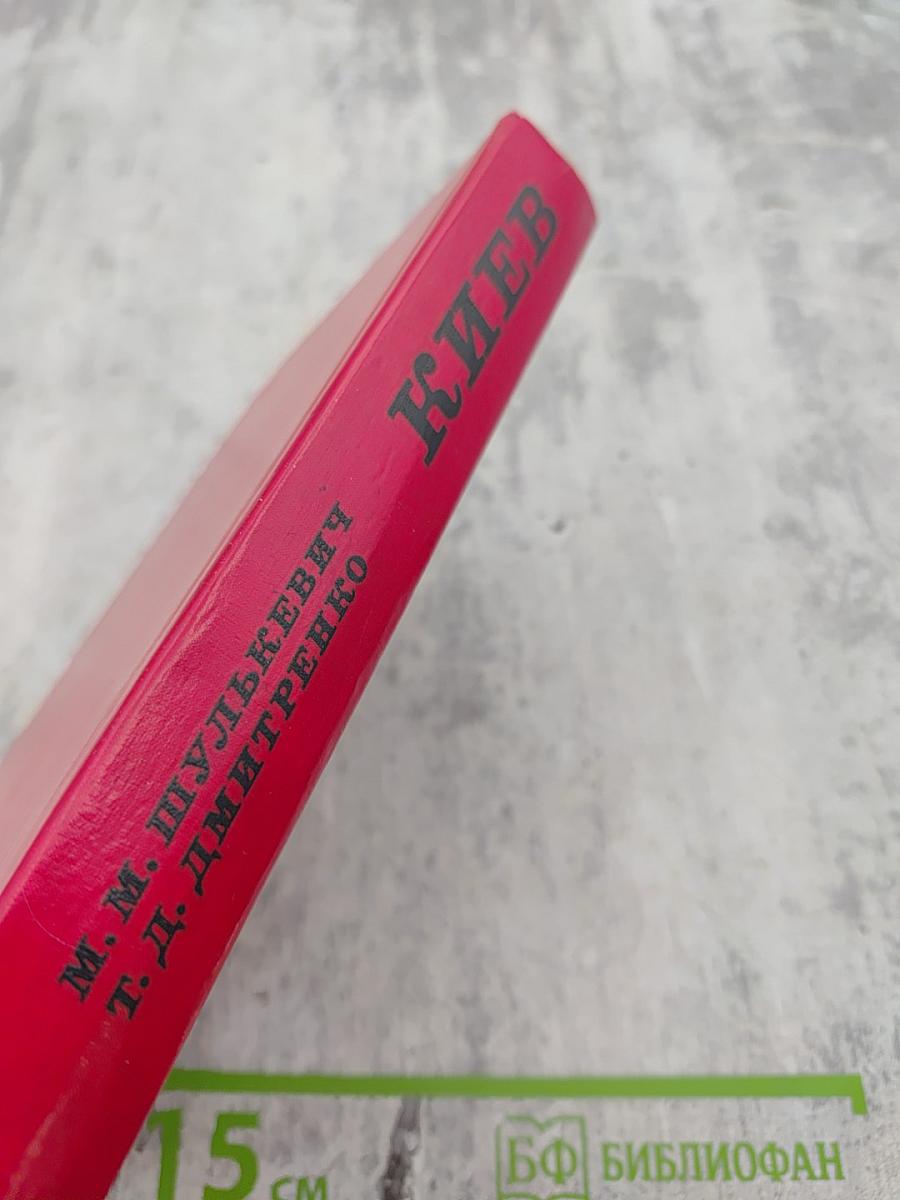 М. М. ШУЛЬКЕВИЧ
Т. Д. ДМИТРЕНКО
КИЕВ
15 см
БФ БИБЛИОФАН